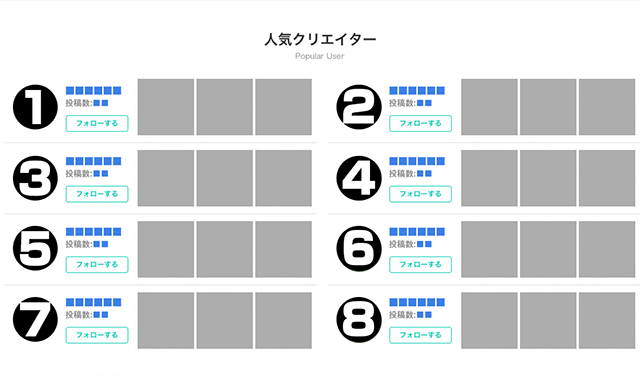 人気クリエイター
Popular User
1
投稿数:
フォローする
2
投稿数:
フォローする
3
投稿数:
フォローする
4
投稿数:
フォローする
5
投稿数:
フォローする
6
投稿数:
フォローする
7
投稿数:
フォローする
8
投稿数:
フォローする